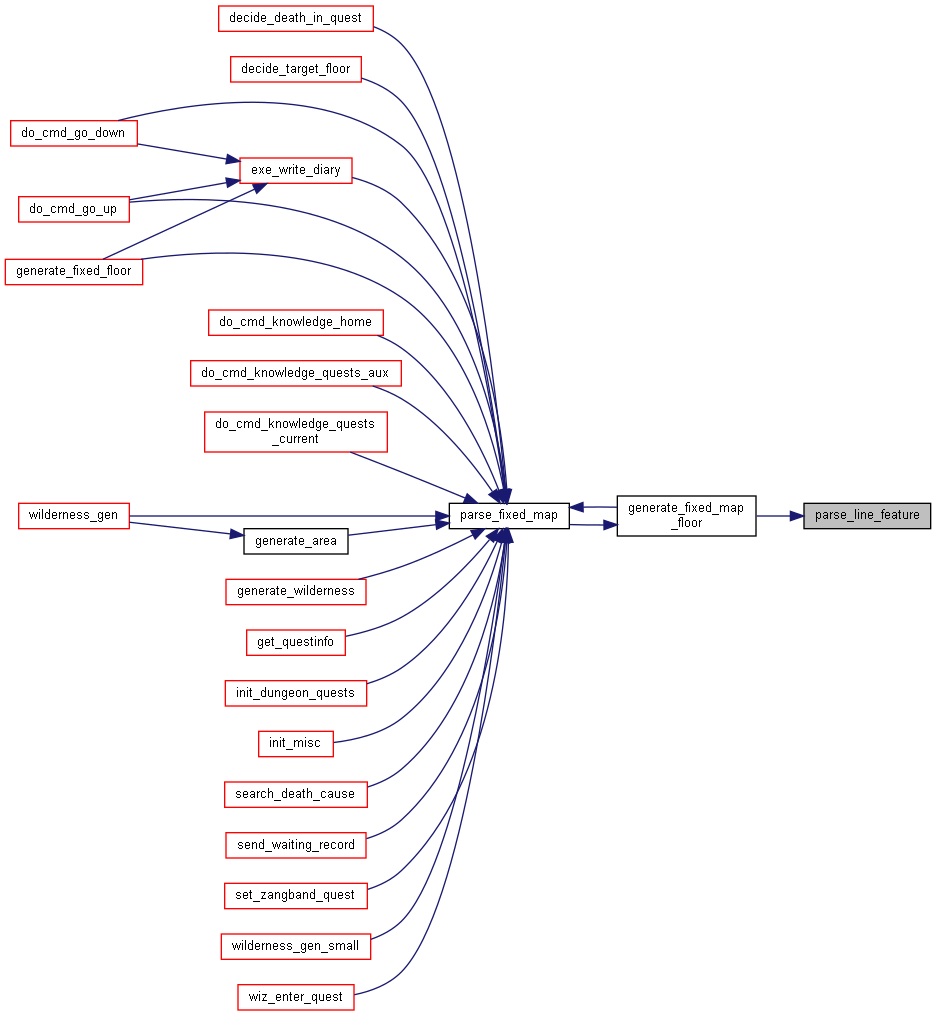 decide_death_in_quest
decide_target_floor
do_cmd_go_down
exe_write_diary
do_cmd_go_up
generate_fixed_floor
do_cmd_knowledge_home
do_cmd_knowledge_quests_aux
do_cmd_knowledge_quests
_current
wilderness_gen
parse_fixed_map
generate_fixed_map
_floor
parse_line_feature
generate_area
generate_wilderness
get_questinfo
init_dungeon_quests
init_misc
search_death_cause
send_waiting_record
set_zangband_quest
wilderness_gen_small
wiz_enter_quest